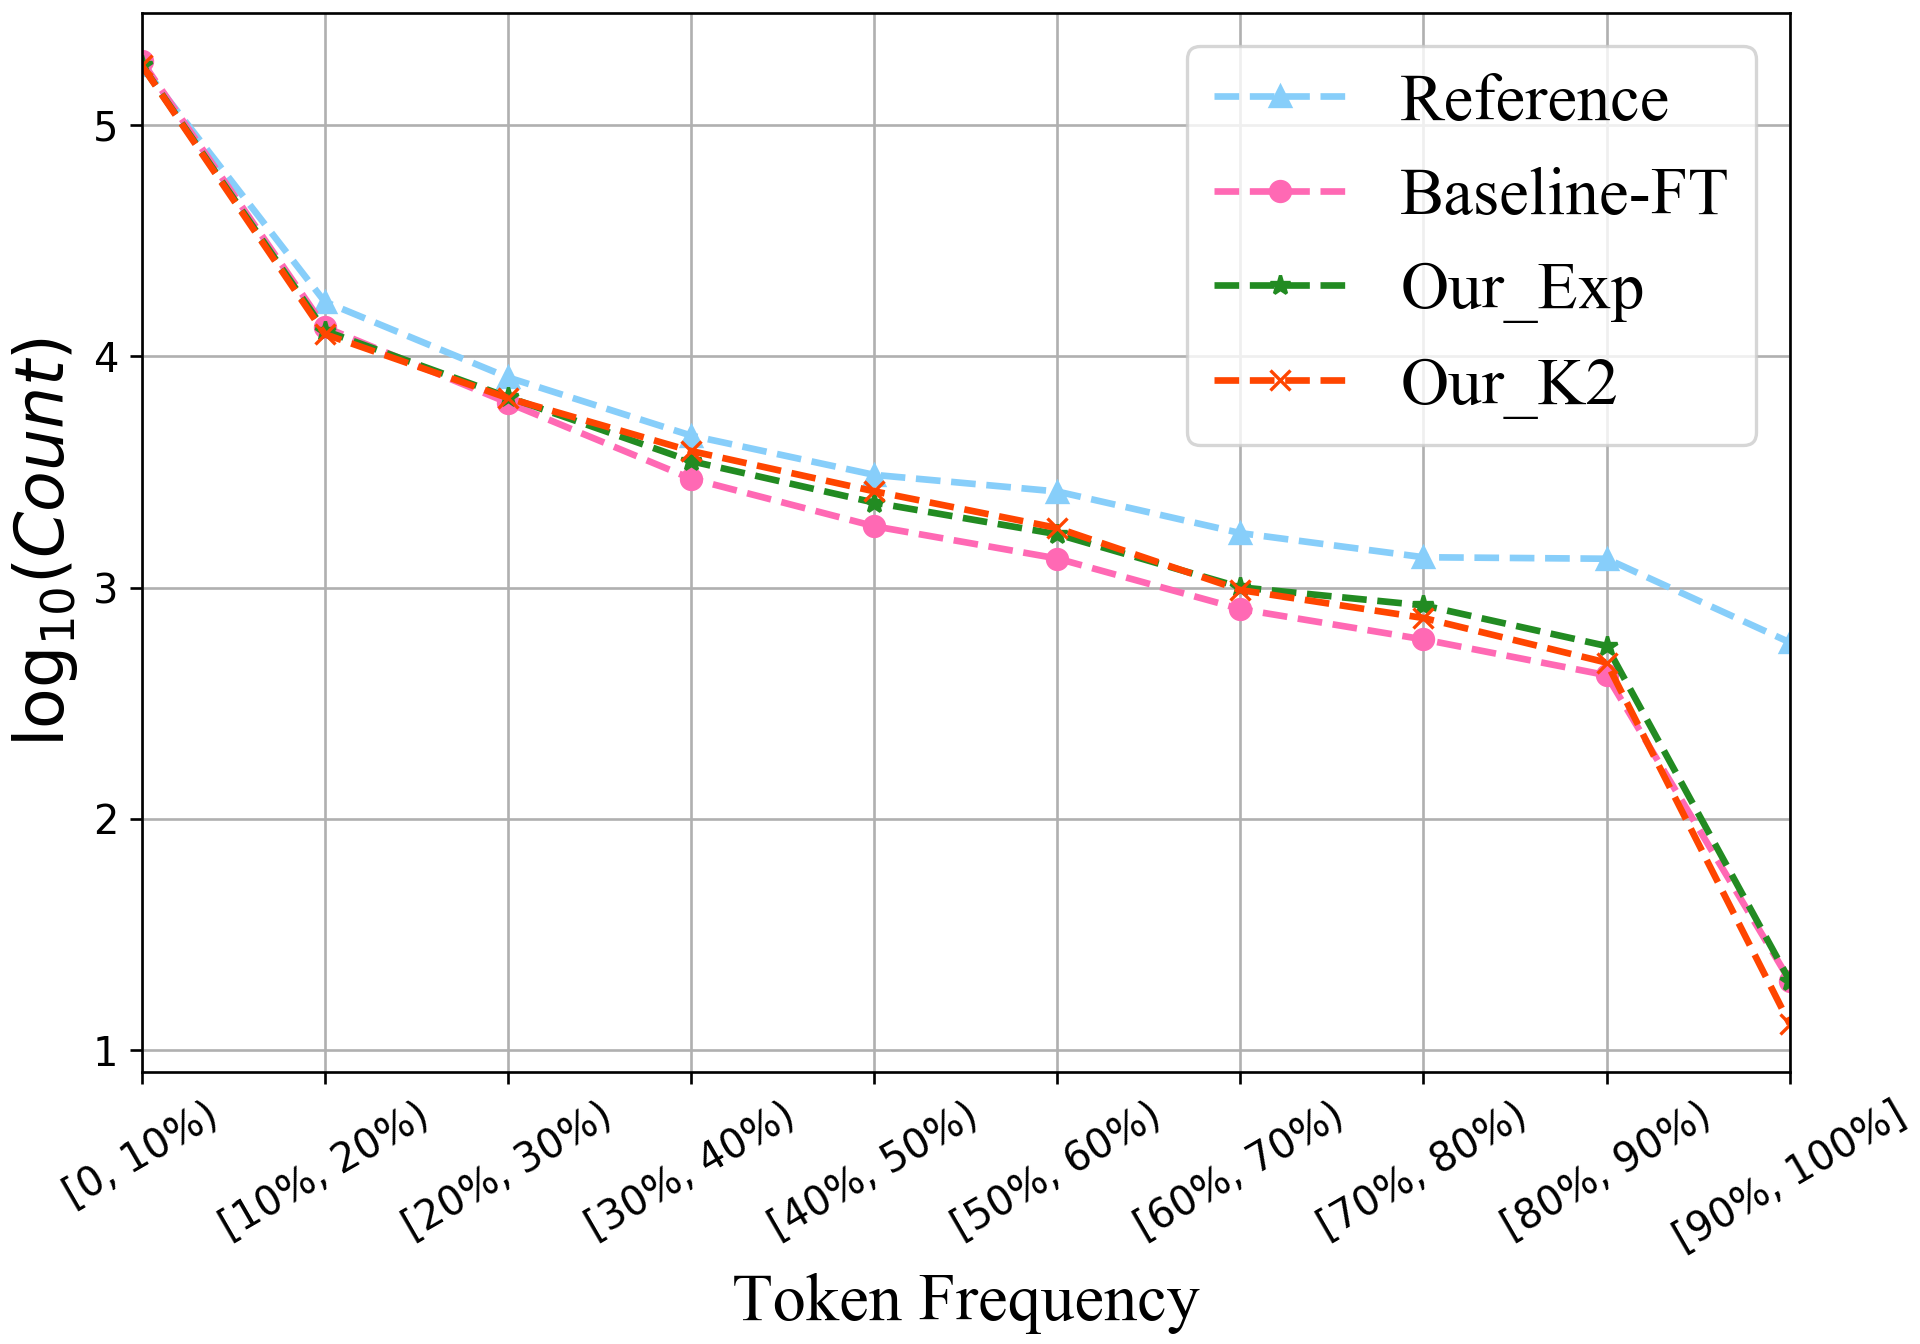 Reference
Baseline-FT
Our_Exp
Our_K2
5
4
3
2
1
log10(Count)
[0, 10%)
[10%, 20%)
[20%, 30%)
[30%, 40%)
[40%, 50%)
[50%, 60%)
[60%, 70%)
[70%, 80%)
[80%, 90%)
[90%, 100%]
Token Frequency